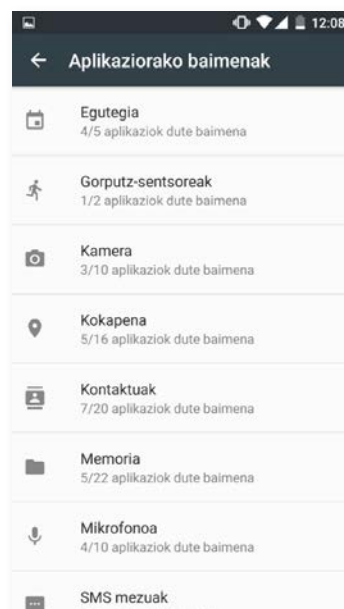 12:08
Aplikaziorako baimenak
Egutegia
4/5 aplikaziok dute baimena
Gorputz-sentsoreak
1/2 aplikaziok dute baimena
Kamera
3/10 aplikaziok dute baimena
Kokapena
5/16 aplikaziok dute baimena
Kontaktuak
7/20 aplikaziok dute baimena
Memoria
5/22 aplikaziok dute baimena
Mikrofonoa
4/10 aplikaziok dute baimena
SMS mezuak